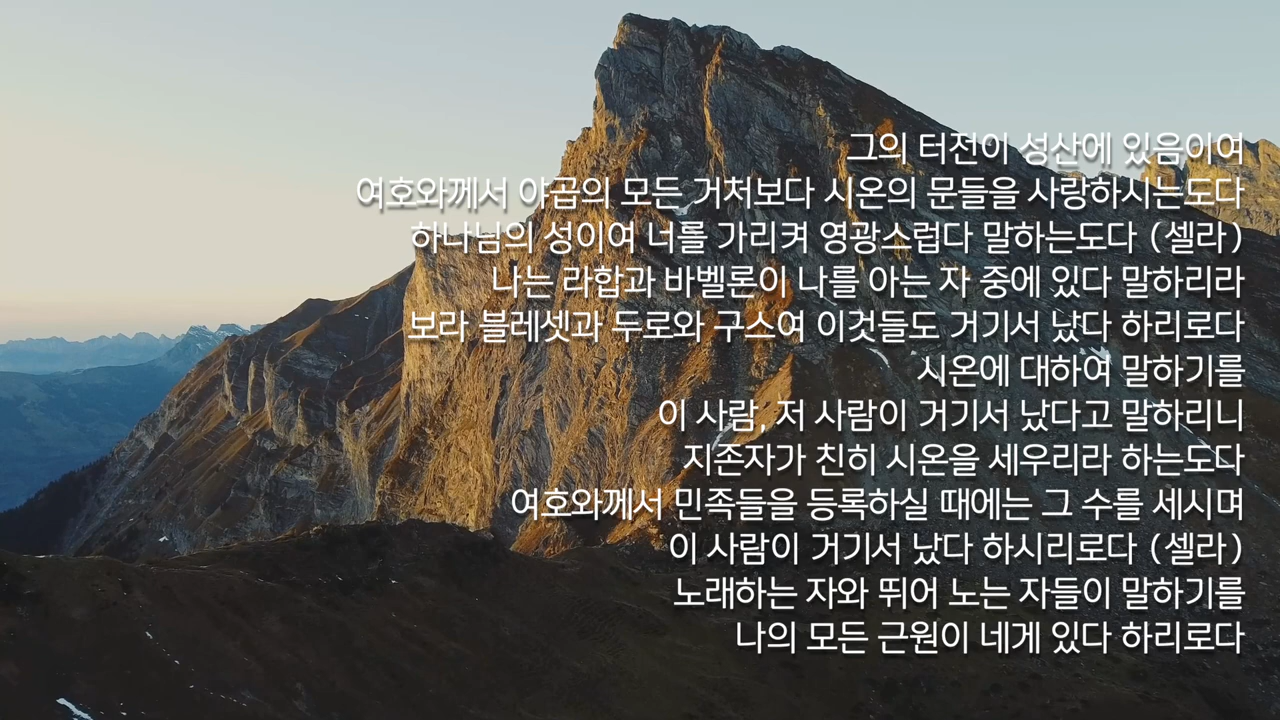 그의 터전이 성산에 있음이여
여호와께서 야곱의 모든 거처보다 시온의 문들을 사랑하시는도다
하나님의 성이여 너를 가리켜 영광스럽다 말하는도다 (셀라)
나는 라합과 바벨론이 나를 아는 자 중에 있다 말하리라
보라 블레셋과 두로와 구스여 이것들도 거기서 났다 하리로다
시온에 대하여 말하기를
이 사람, 저 사람이 거기서 났다고 말하리니
지존자가 친히 시온을 세우리라 하는도다
여호와께서 민족들을 등록하실 때에는 그 수를 세시며
이 사람이 거기서 났다 하시리로다 (셀라)
노래하는 자와 뛰어 노는 자들이 말하기를
나의 모든 근원이 네게 있다 하리로다